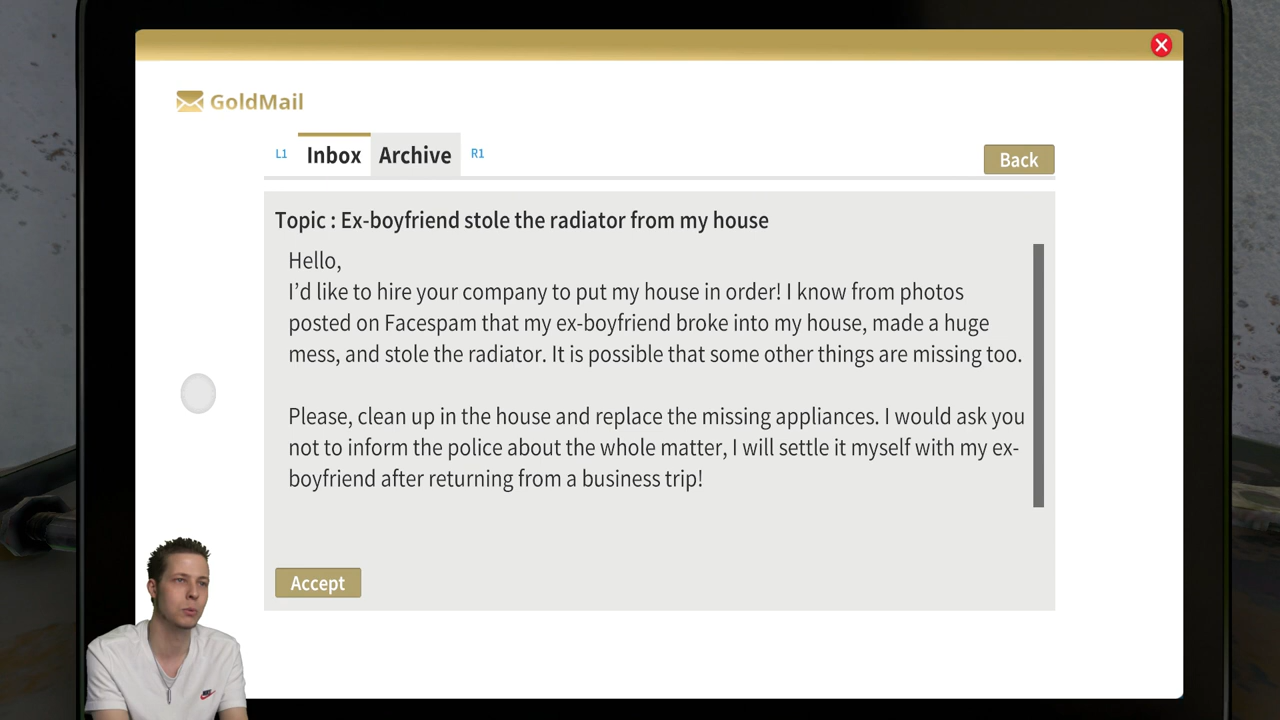 GoldMail
L1 Inbox Archive R1
Back
Topic : Ex-boyfriend stole the radiator from my house
Hello,
I’d like to hire your company to put my house in order! I know from photos
posted on Facespam that my ex-boyfriend broke into my house, made a huge
mess, and stole the radiator. It is possible that some other things are missing too.
Please, clean up in the house and replace the missing appliances. I would ask you
not to inform the police about the whole matter, I will settle it myself with my ex-
boyfriend after returning from a business trip!
Accept